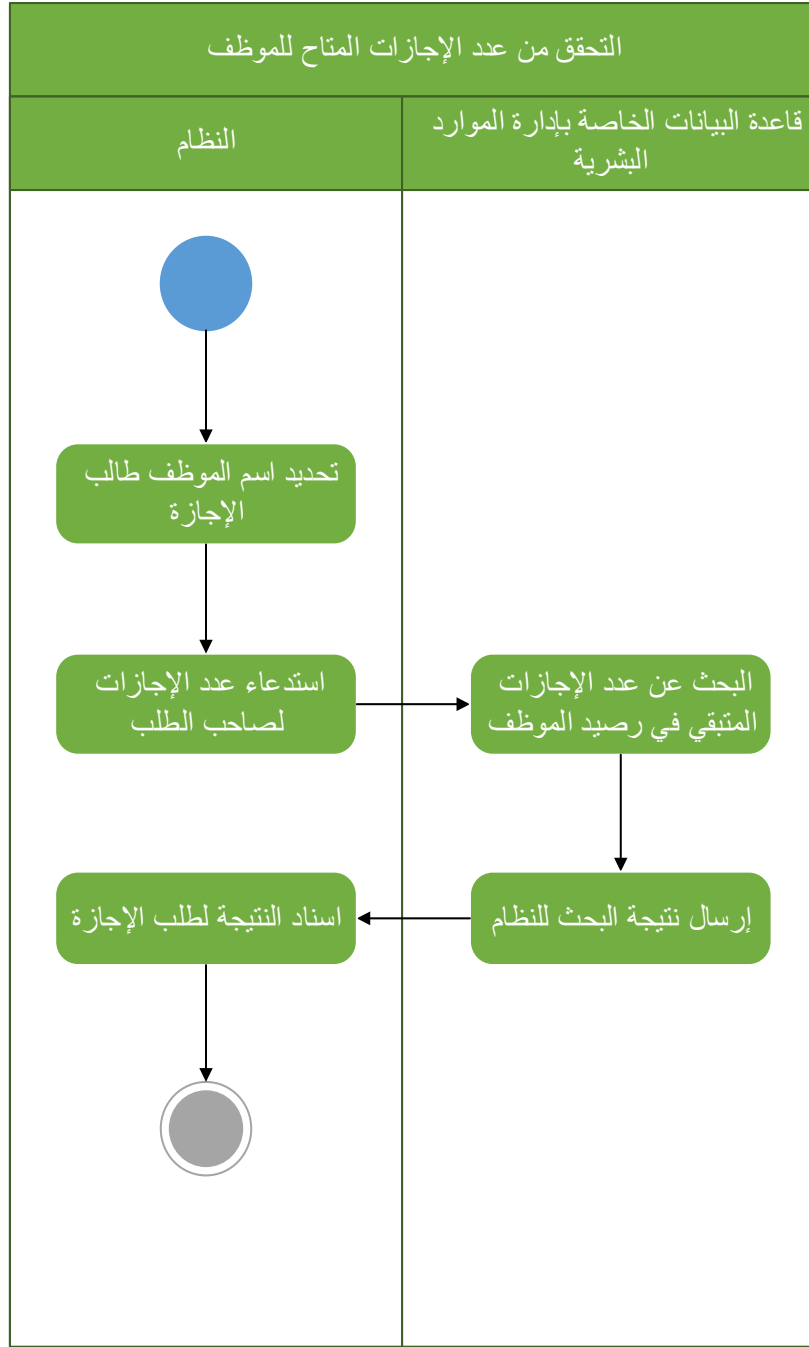 التحقق من عدد الإجازات المتاح للموظف
قاعدة البيانات الخاصة بإدارة الموارد
البشرية
النظام
تحديد اسم الموظف طالب
الإجازة
استدعاء عدد الإجازات
لصاحب الطلب
البحث عن عدد الإجازات
المتبقي في رصيد الموظف
إرسال نتيجة البحث للنظام
اسناد النتيجة لطلب الإجازة